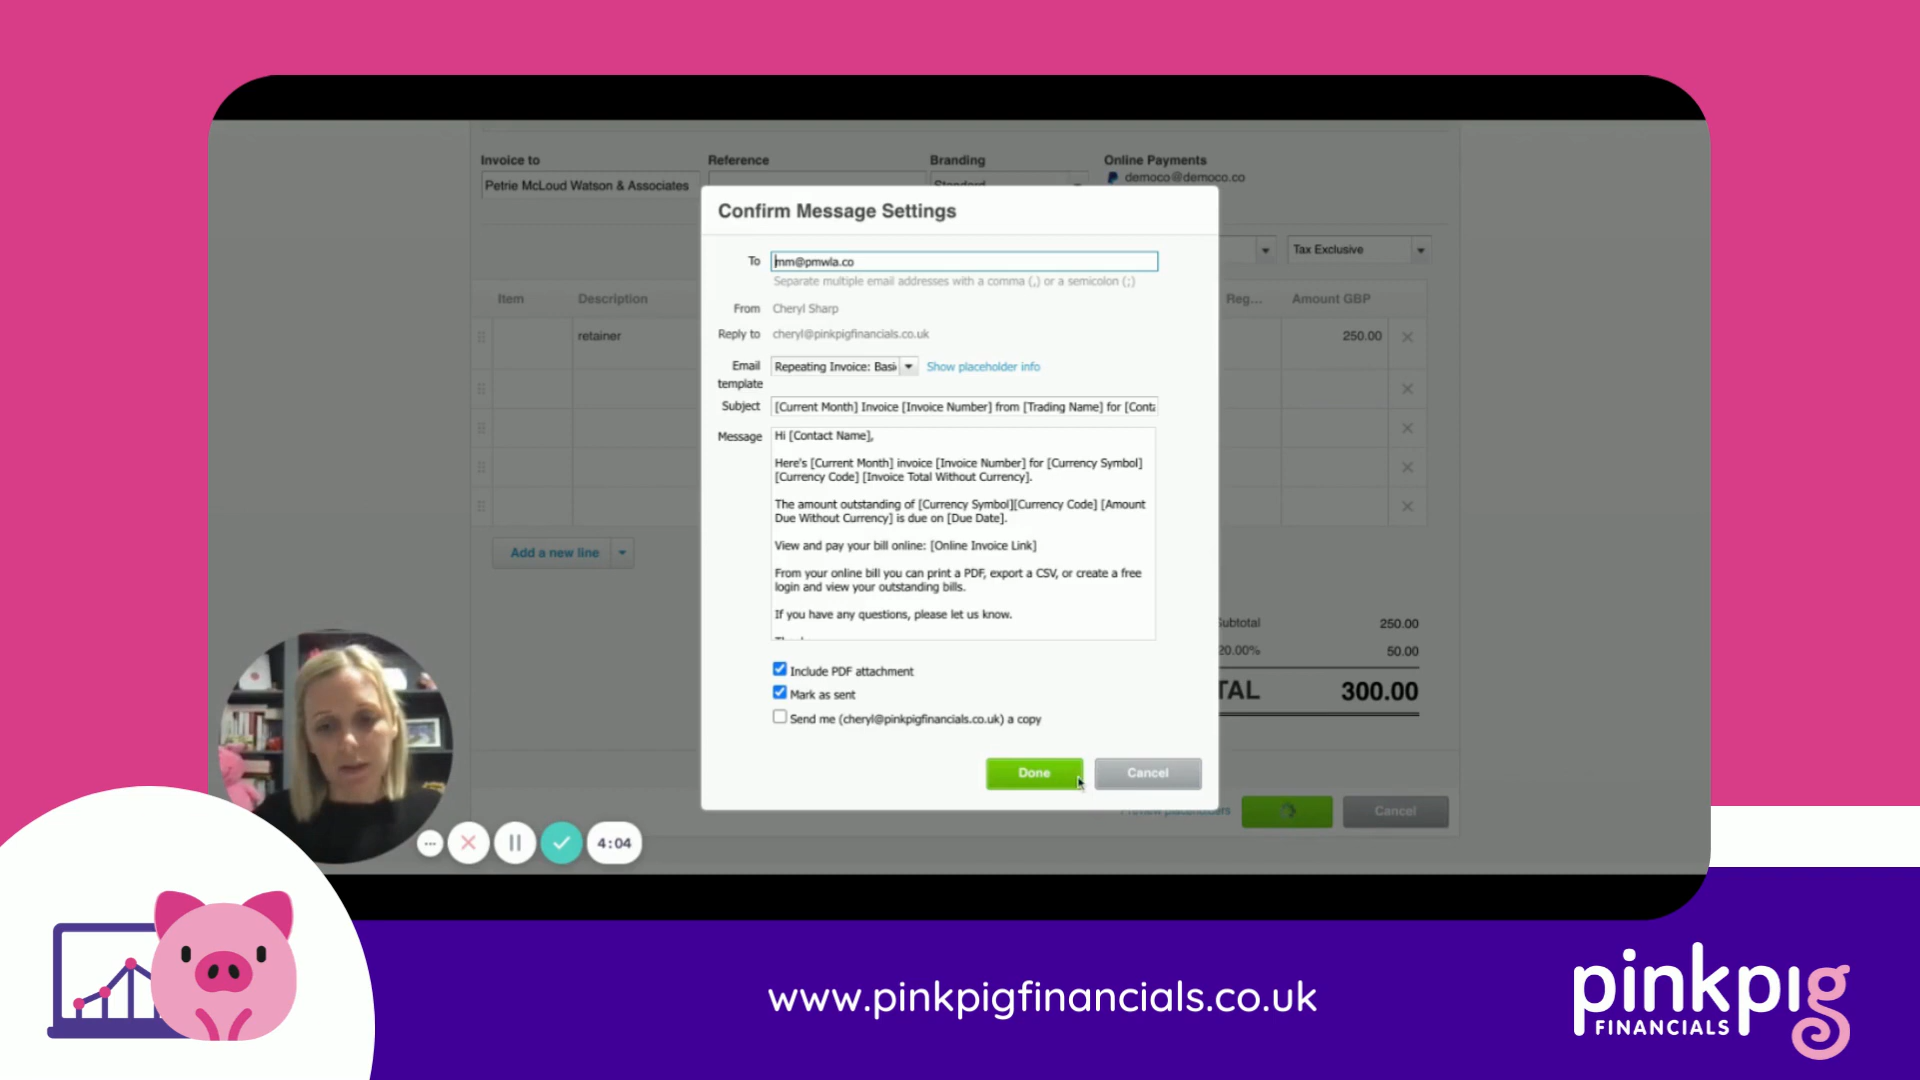 Invoice to
Reference
Branding
Online Payments
Petrie McLoud Watson & Associates
democo@democo.co
Confirm Message Settings
To
mm@pmwla.co
Separate multiple email addresses with a comma (,) or a semicolon (;)
Tax Exclusive
Item
Description
Reg...
Amount GBP
From
Cheryl Sharp
retainer
250.00
Reply to
cheryl@pinkpigfinancials.co.uk
Email template
Repeating Invoice: Basi
Show placeholder info
Subject
[Current Month] Invoice [Invoice Number] from [Trading Name] for [Conta
Message
Hi [Contact Name],
Here's [Current Month] invoice [Invoice Number] for [Currency Symbol]
[Currency Code] [Invoice Total Without Currency].
The amount outstanding of [Currency Symbol][Currency Code] [Amount
Due Without Currency] is due on [Due Date].
View and pay your bill online: [Online Invoice Link]
From your online bill you can print a PDF, export a CSV, or create a free
login and view your outstanding bills.
If you have any questions, please let us know.
Add a new line
Subtotal
250.00
20.00%
50.00
TAL
300.00
Include PDF attachment
Mark as sent
Send me (cheryl@pinkpigfinancials.co.uk) a copy
Done
Cancel
Cancel
4:04
www.pinkpigfinancials.co.uk
pinkpig
FINANCIALS